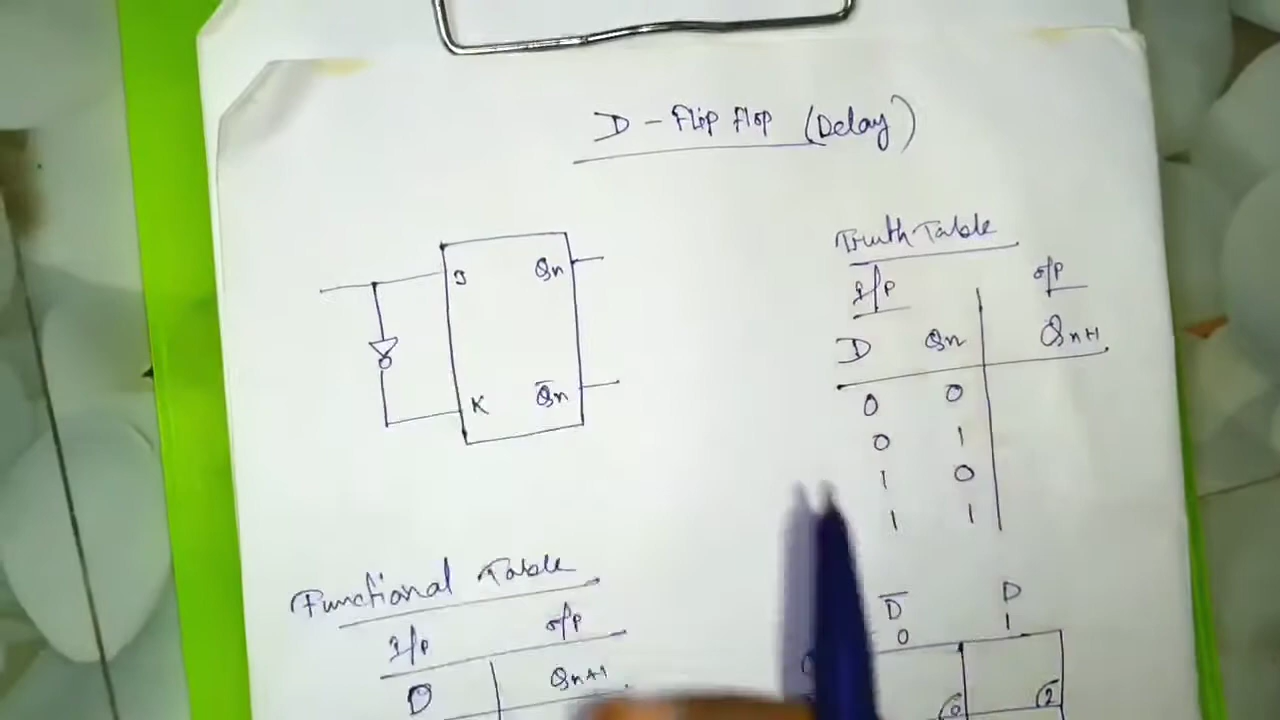 D - Flip Flop (Delay)
J Qn
K Q̅n
Truth Table
I/P O/P
D Qn Qn+1
0 0
0 1
1 0
1 1
Functional Table
I/P O/P
D Qn+1
D̅ D
0 1
0 2